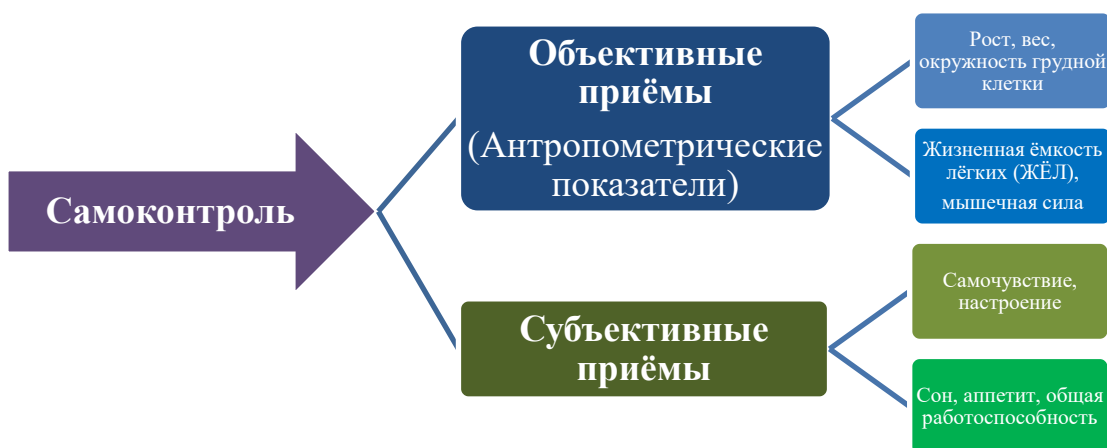 Самоконтроль
Объективные
приёмы
(Антропометрические
показатели)
Рост, вес,
окружность грудной
клетки
Жизненная ёмкость
лёгких (ЖЁЛ),
мышечная сила
Субъективные
приёмы
Самочувствие,
настроение
Сон, аппетит, общая
работоспособность